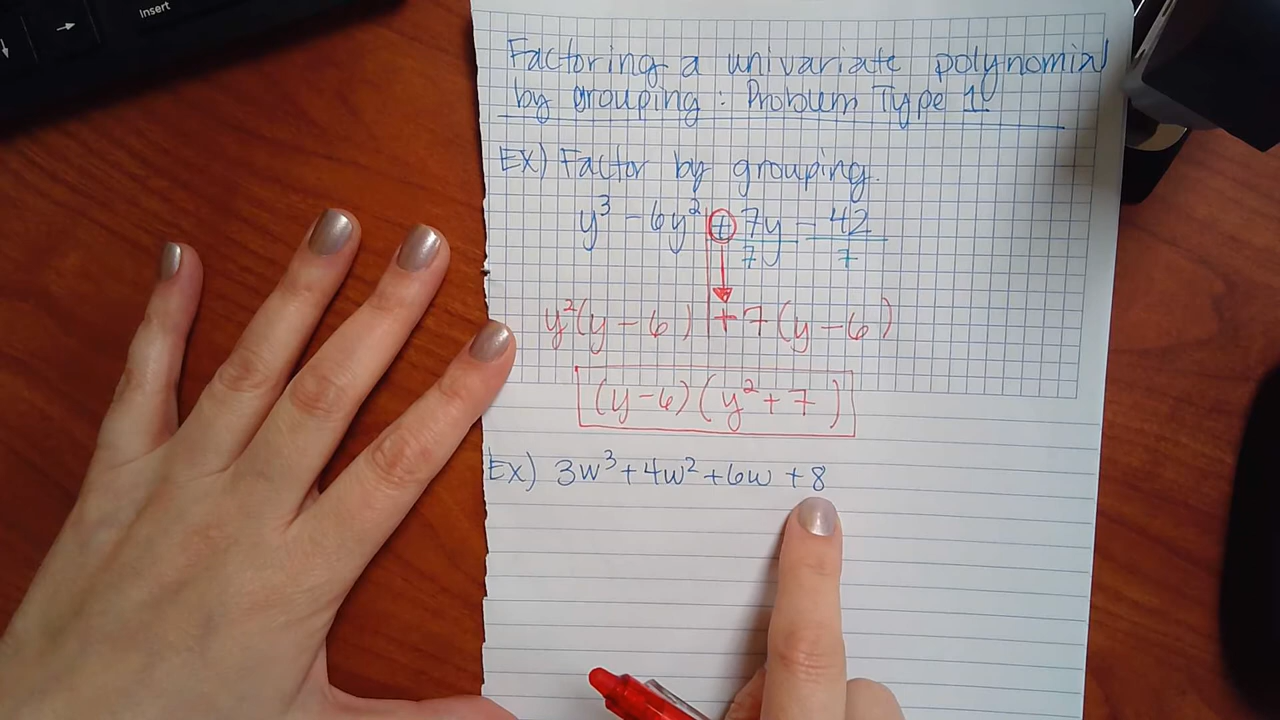 Insert
Factoring a univariate polynomial
by grouping : Problem Type 1
EX) Factor by grouping.
y³ - 6y² + 7y - 42
7y 7
y²(y - 6) + 7(y - 6)
(y-6)(y² + 7)
Ex) 3w³ + 4w² + 6w + 8